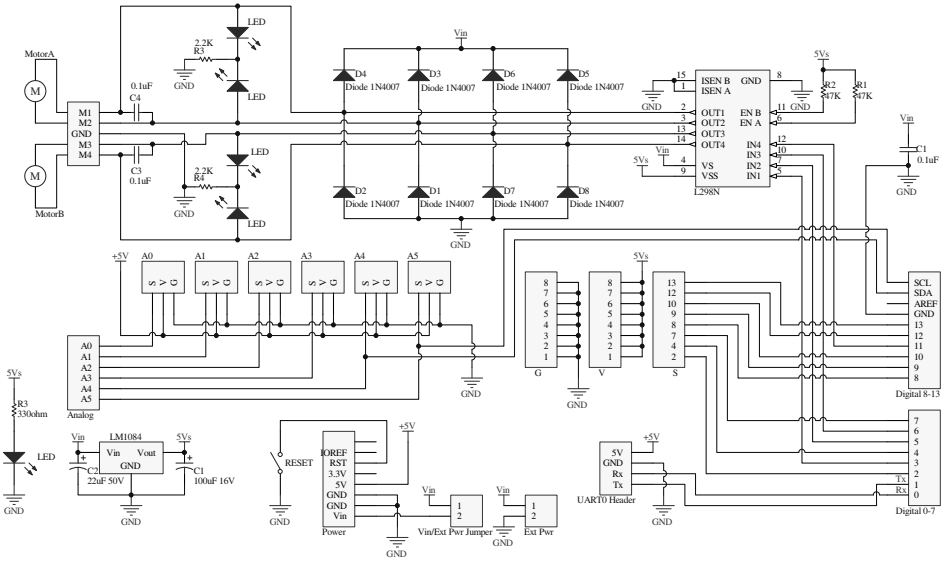 MotorA
M
M
MotorB
0.1uF
C4
C3
0.1uF
M1
M2
GND
M3
M4
2.2K
R3
GND
LED
LED
2.2K
R4
GND
LED
LED
Vin
D4
Diode 1N4007
D3
Diode 1N4007
D6
Diode 1N4007
D5
Diode 1N4007
D2
Diode 1N4007
D1
Diode 1N4007
D7
Diode 1N4007
D8
Diode 1N4007
GND
15
1
2
3
13
14
4
9
ISEN B
ISEN A
OUT1
OUT2
OUT3
OUT4
VS
VSS
GND
EN B
EN A
IN4
IN3
IN2
IN1
8
11
6
12
10
7
5
L298N
GND
GND
Vin
5Vs
5Vs
R2
47K
R1
47K
Vin
C1
0.1uF
GND
+5V
A0
S V G
A1
S V G
A2
S V G
A3
S V G
A4
S V G
A5
S V G
GND
A0
A1
A2
A3
A4
A5
Analog
8
7
6
5
4
3
2
1
G
GND
5Vs
8
7
6
5
4
3
2
1
V
13
12
10
9
8
7
4
2
S
SCL
SDA
AREF
GND
13
12
11
10
9
8
Digital 8-13
7
6
5
4
3
2
1
0
Tx
Rx
Digital 0-7
5Vs
R3
330ohm
LED
GND
Vin
LM1084
Vin Vout
GND
5Vs
C2
22uF 50V
C1
100uF 16V
GND
RESET
GND
IOREF
RST
3.3V
5V
GND
GND
Vin
Power
+5V
GND
Vin
1
2
Vin/Ext Pwr Jumper
Vin
1
2
GND
Ext Pwr
5V
GND
Rx
Tx
UART0 Header
+5V
GND